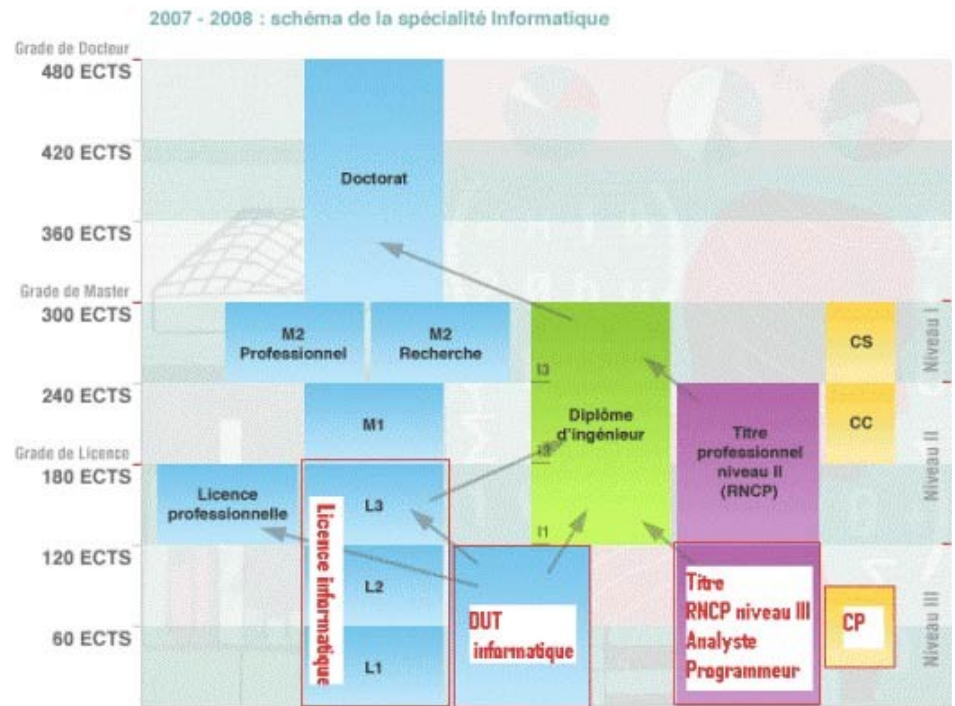 2007 - 2008 : schéma de la spécialité Informatique
Grade de Docteur
480 ECTS
420 ECTS
Doctorat
360 ECTS
Grade de Master
300 ECTS
M2
Professionnel
M2
Recherche
CS
Niveau I
I3
240 ECTS
M1
Diplôme
d'ingénieur
Titre
professionnel
niveau II
(RNCP)
CC
Niveau II
Grade de Licence
180 ECTS
I2
Licence
professionnelle
L3
Licence informatique
I1
120 ECTS
L2
DUT
informatique
Titre
RNCP niveau III
Analyste
Programmeur
CP
Niveau III
60 ECTS
L1